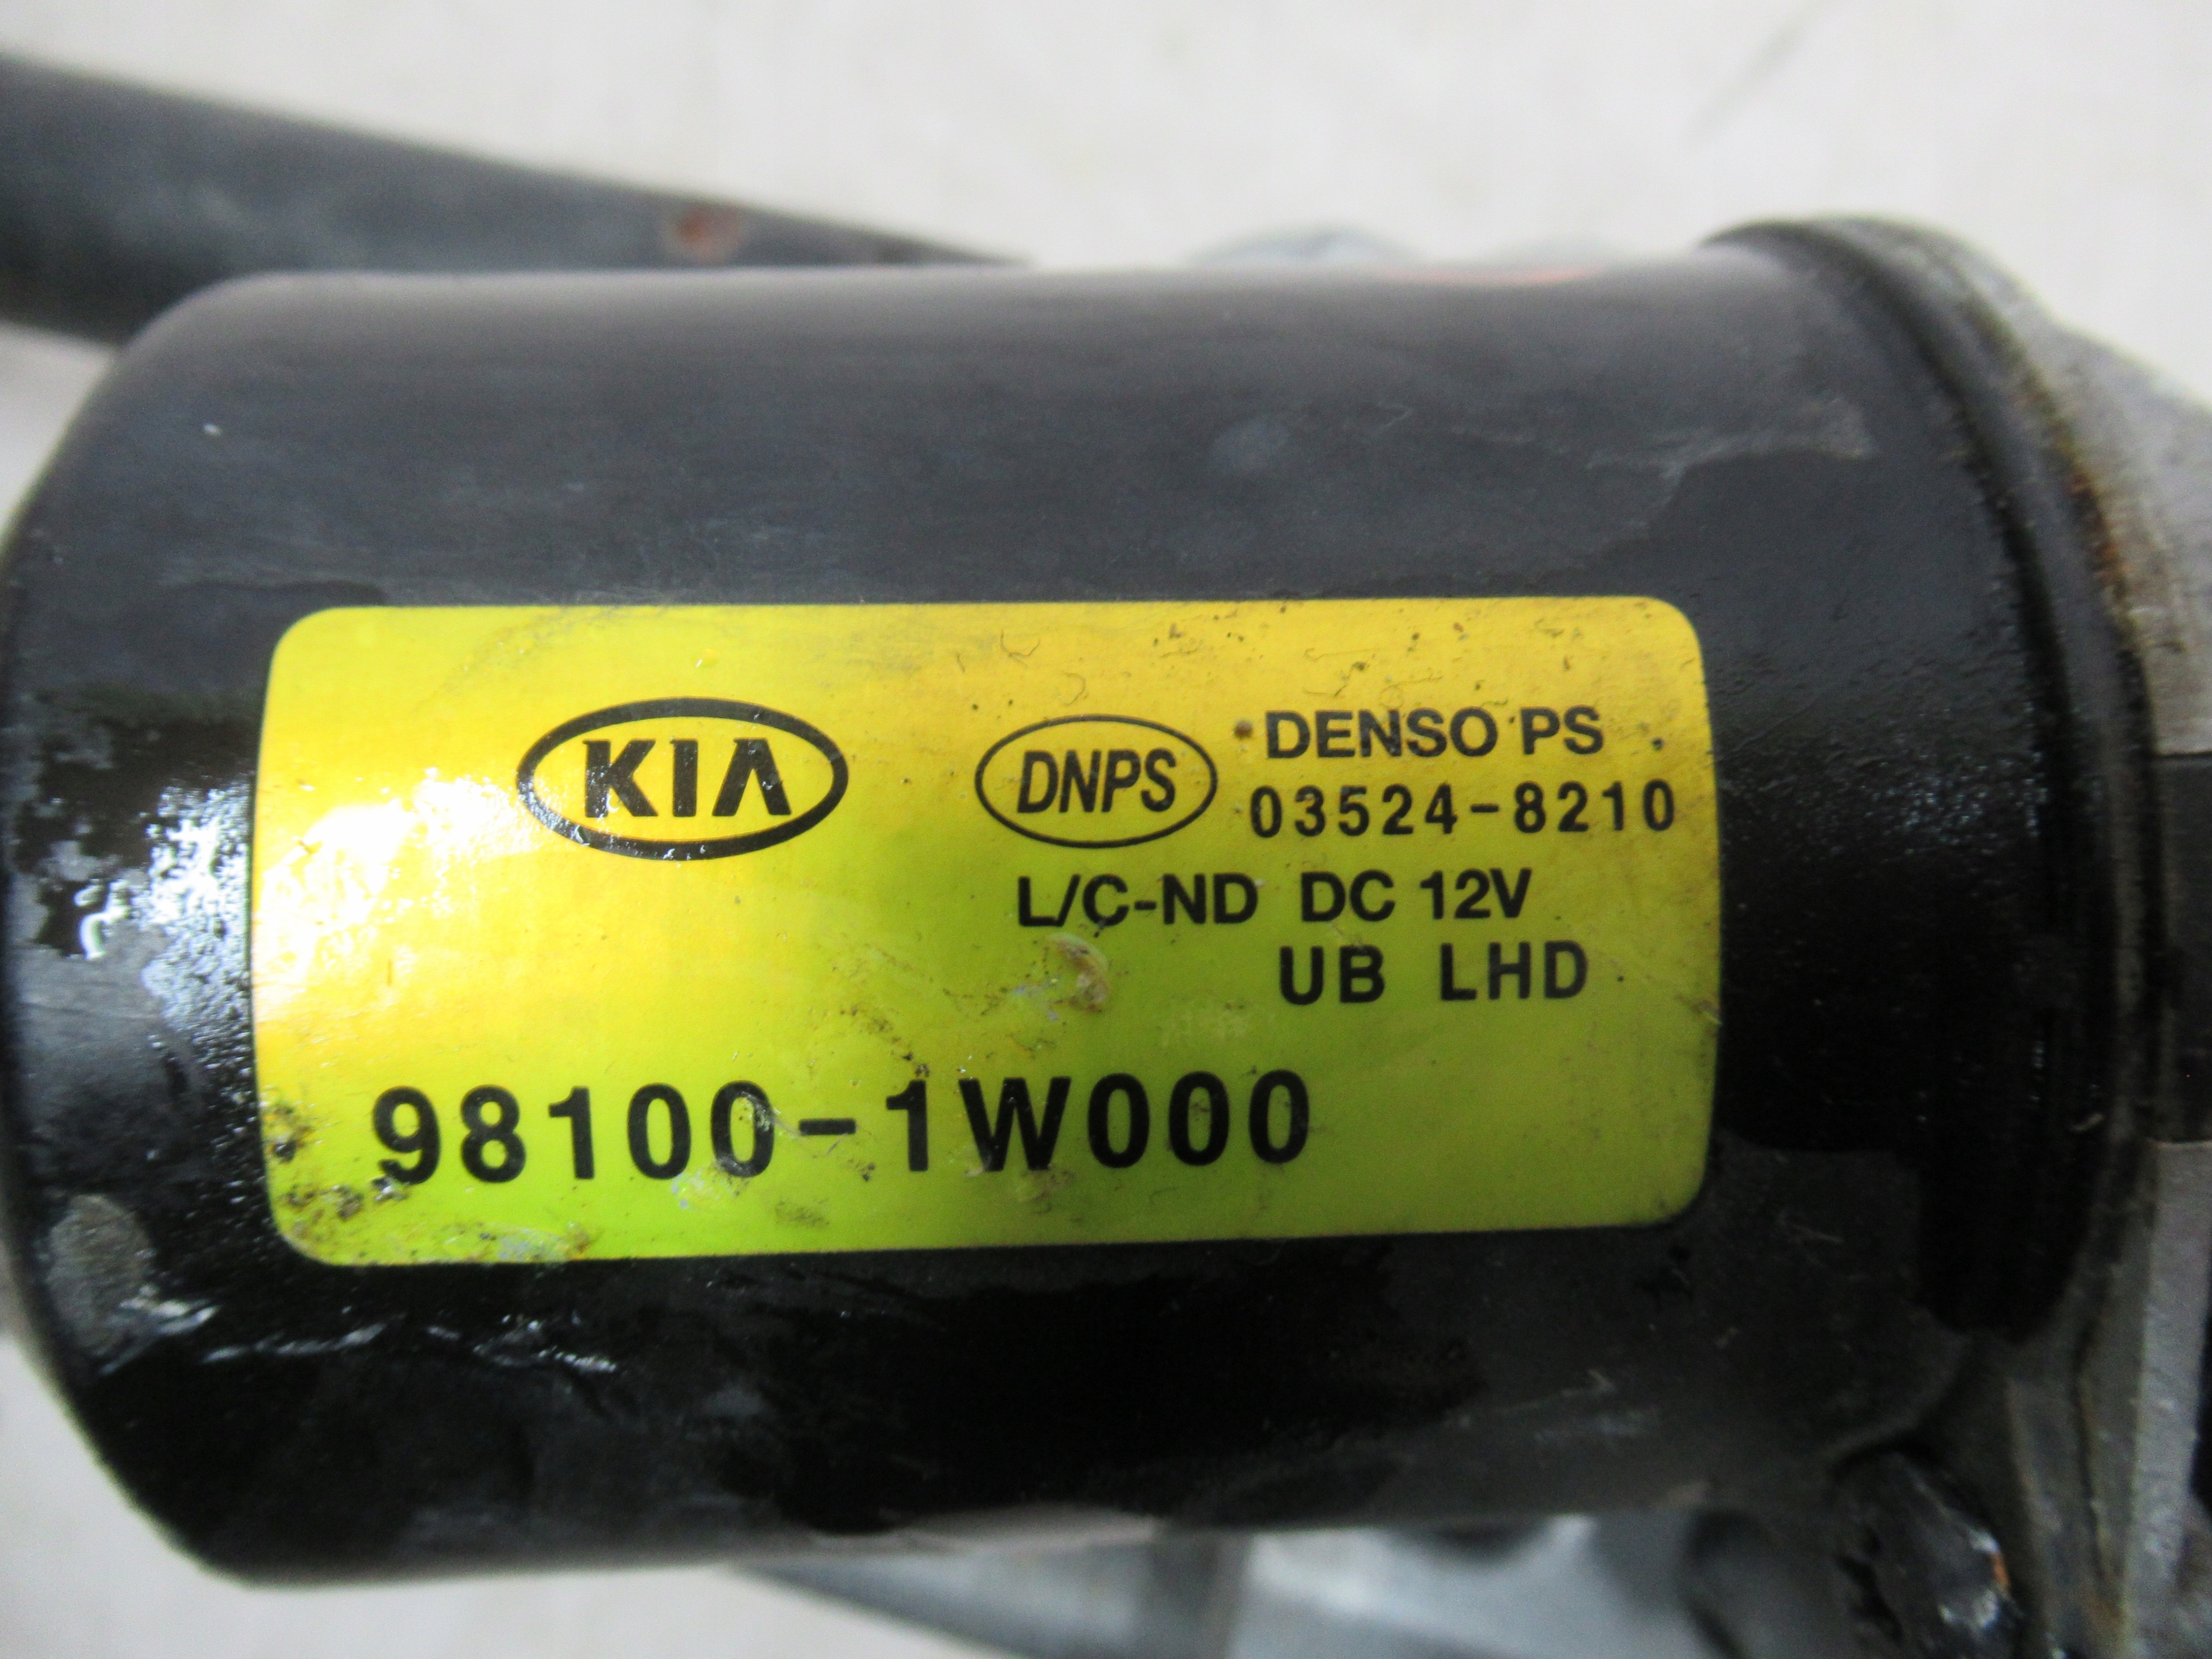 KIA
DNPS
DENSO PS
03524-8210
L/C-ND DC 12V
UB LHD
98100-1W000